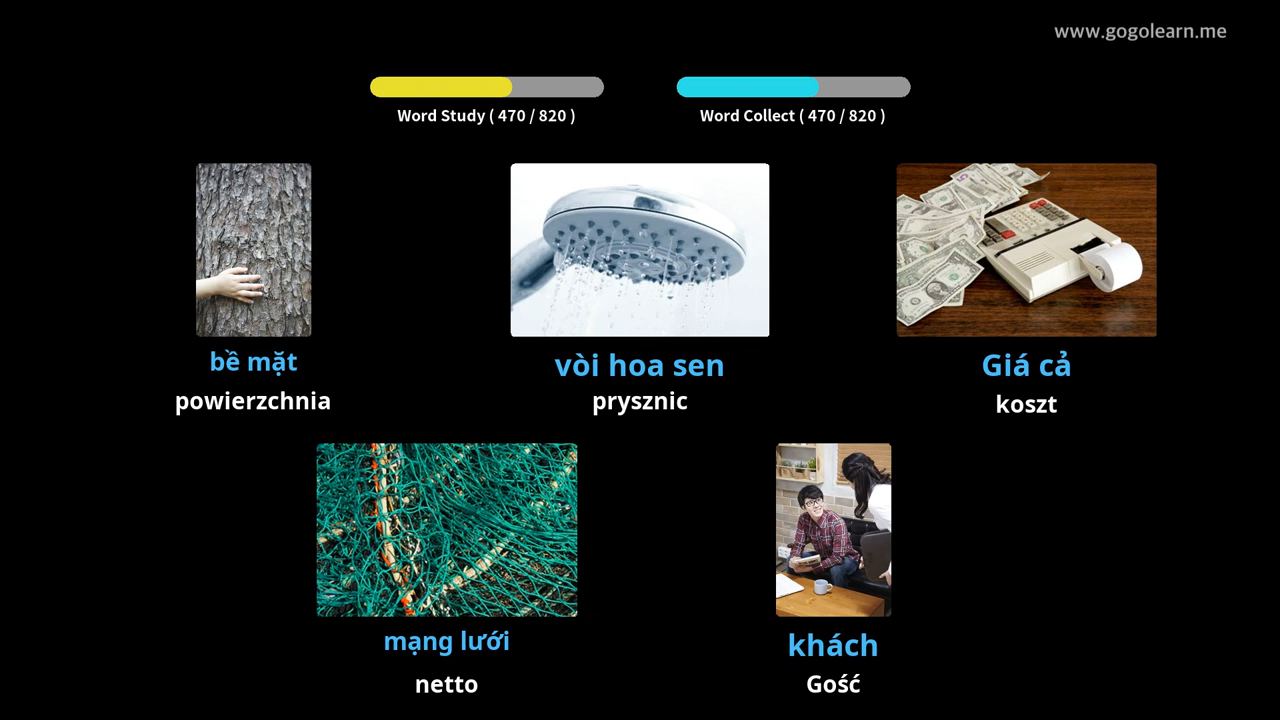 www.gogolearn.me
Word Study ( 470 / 820 )
Word Collect ( 470 / 820 )
bề mặt
powierzchnia
vòi hoa sen
prysznic
Giá cả
koszt
mạng lưới
netto
khách
Gość